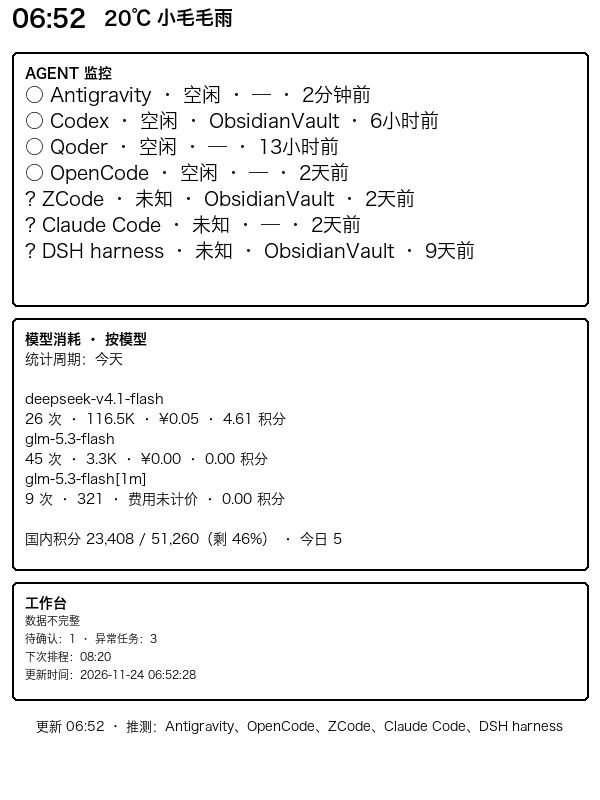 06:52 20℃ 小毛毛雨
AGENT 监控
○ Antigravity · 空闲 · — · 2分钟前
○ Codex · 空闲 · ObsidianVault · 6小时前
○ Qoder · 空闲 · — · 13小时前
○ OpenCode · 空闲 · — · 2天前
? ZCode · 未知 · ObsidianVault · 2天前
? Claude Code · 未知 · — · 2天前
? DSH harness · 未知 · ObsidianVault · 9天前
模型消耗 · 按模型
统计周期：今天
deepseek-v4.1-flash
26 次 · 116.5K · ¥0.05 · 4.61 积分
glm-5.3-flash
45 次 · 3.3K · ¥0.00 · 0.00 积分
glm-5.3-flash[1m]
9 次 · 321 · 费用未计价 · 0.00 积分
国内积分 23,408 / 51,260（剩 46%） · 今日 5
工作台
数据不完整
待确认：1 · 异常任务：3
下次排程：08:20
更新时间：2026-11-24 06:52:28
更新 06:52 · 推测：Antigravity、OpenCode、ZCode、Claude Code、DSH harness